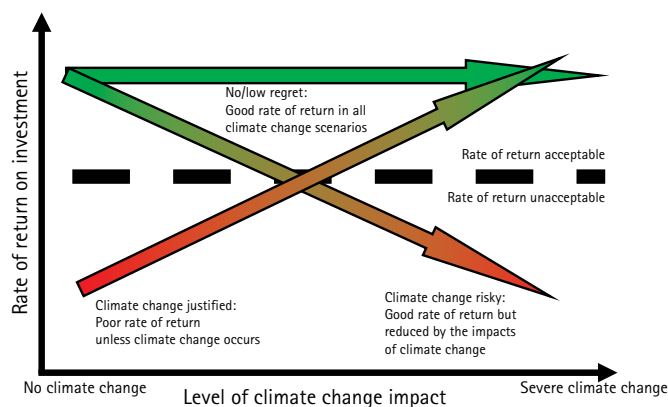 Rate of return on investment
No/low regret:
Good rate of return in all
climate change scenarios
Rate of return acceptable
Rate of return unacceptable
Climate change justified:
Poor rate of return
unless climate change occurs
Climate change risky:
Good rate of return but
reduced by the impacts
of climate change
No climate change
Level of climate change impact
Severe climate change